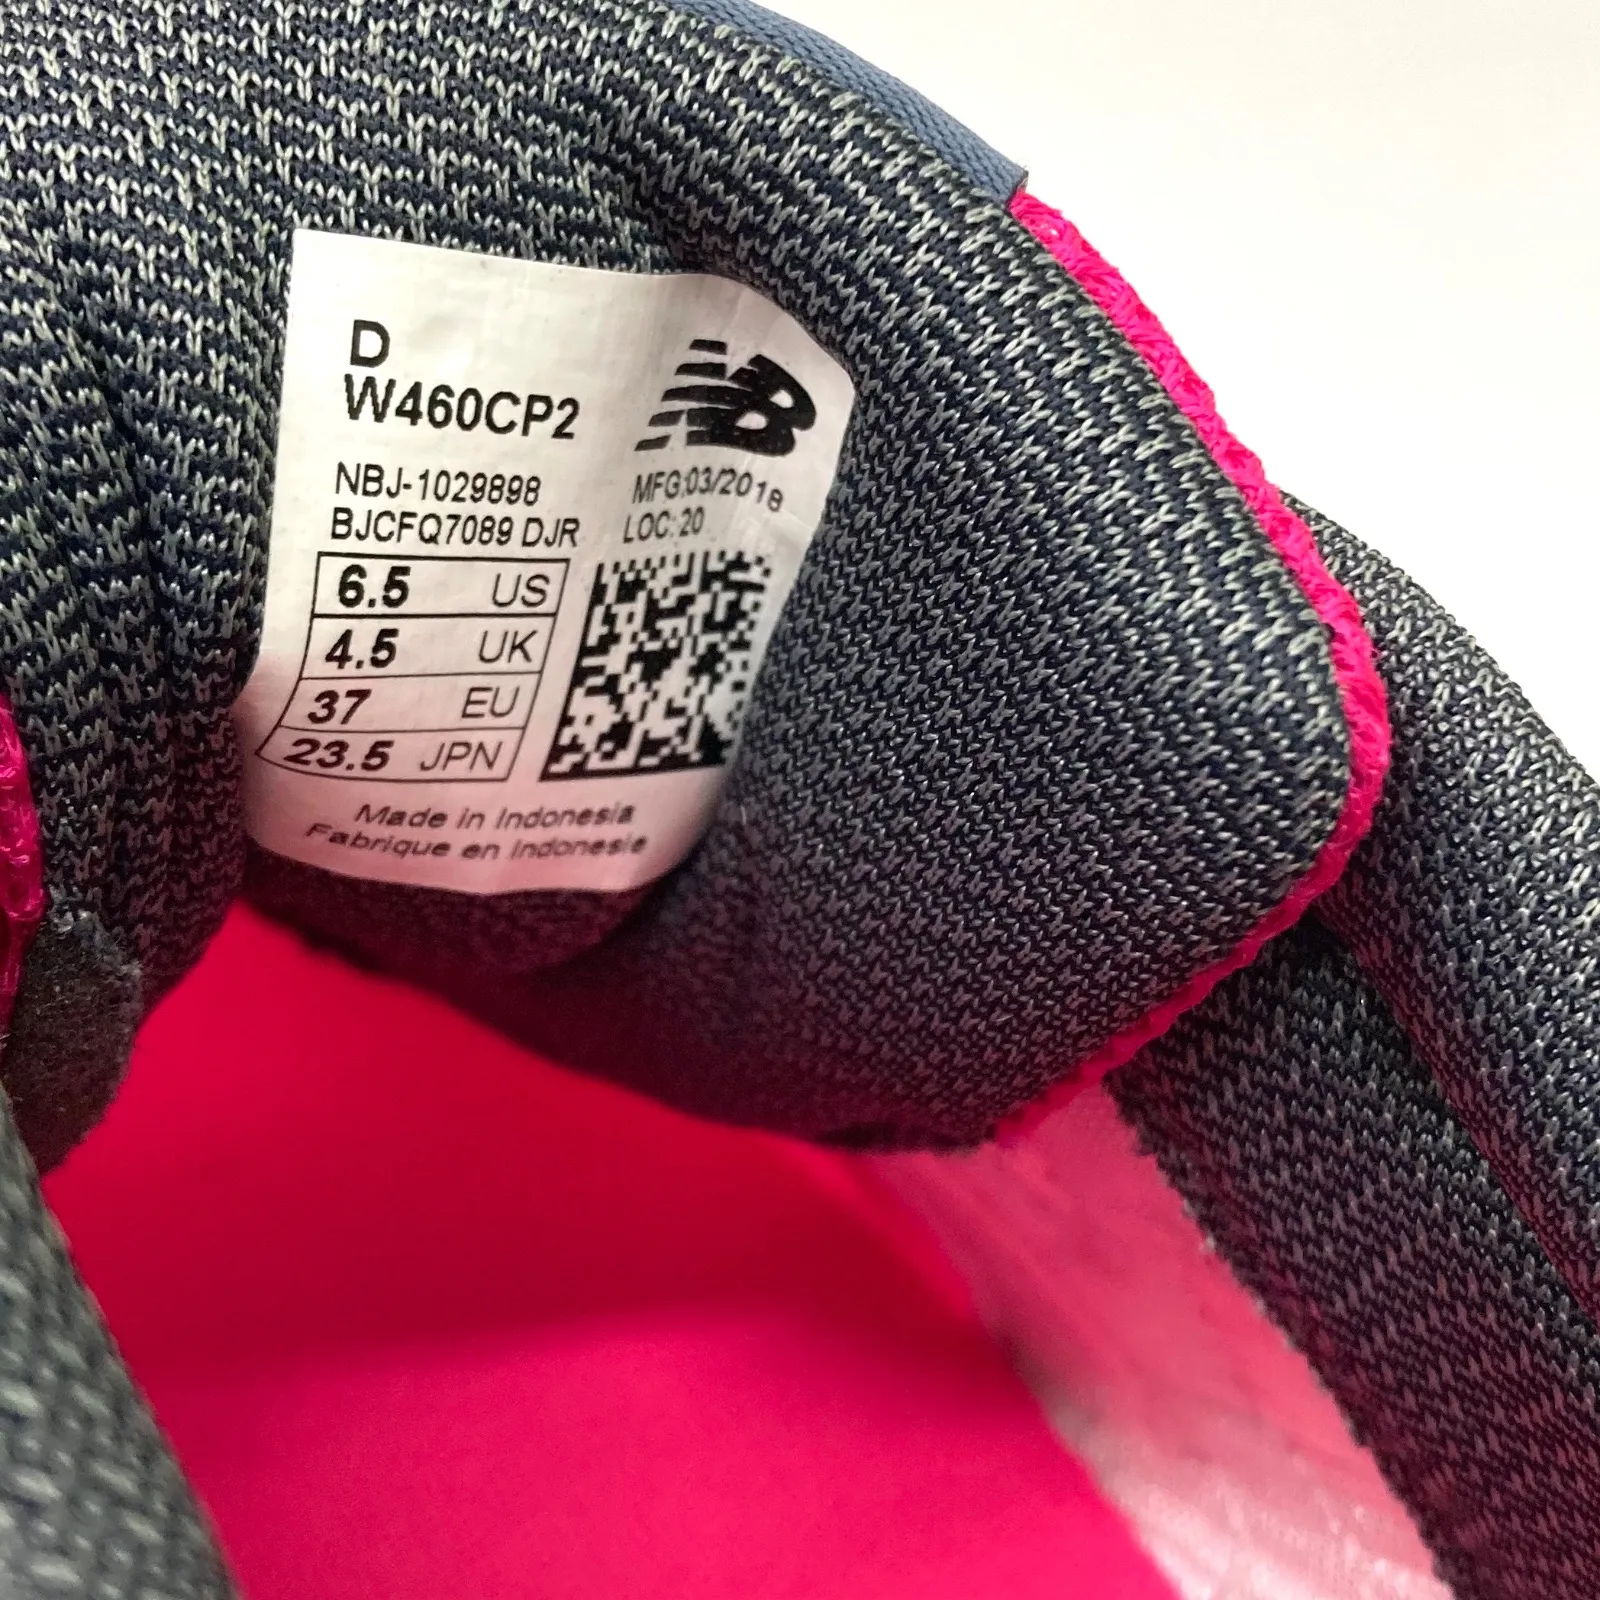 D
W460CP2
NB
NBJ-1029898
MFG:03/2018
BJCFQ7089 DJR
LOC: 20
6.5 US
4.5 UK
37 EU
23.5 JPN
Made in Indonesia
Fabrique en Indonesie